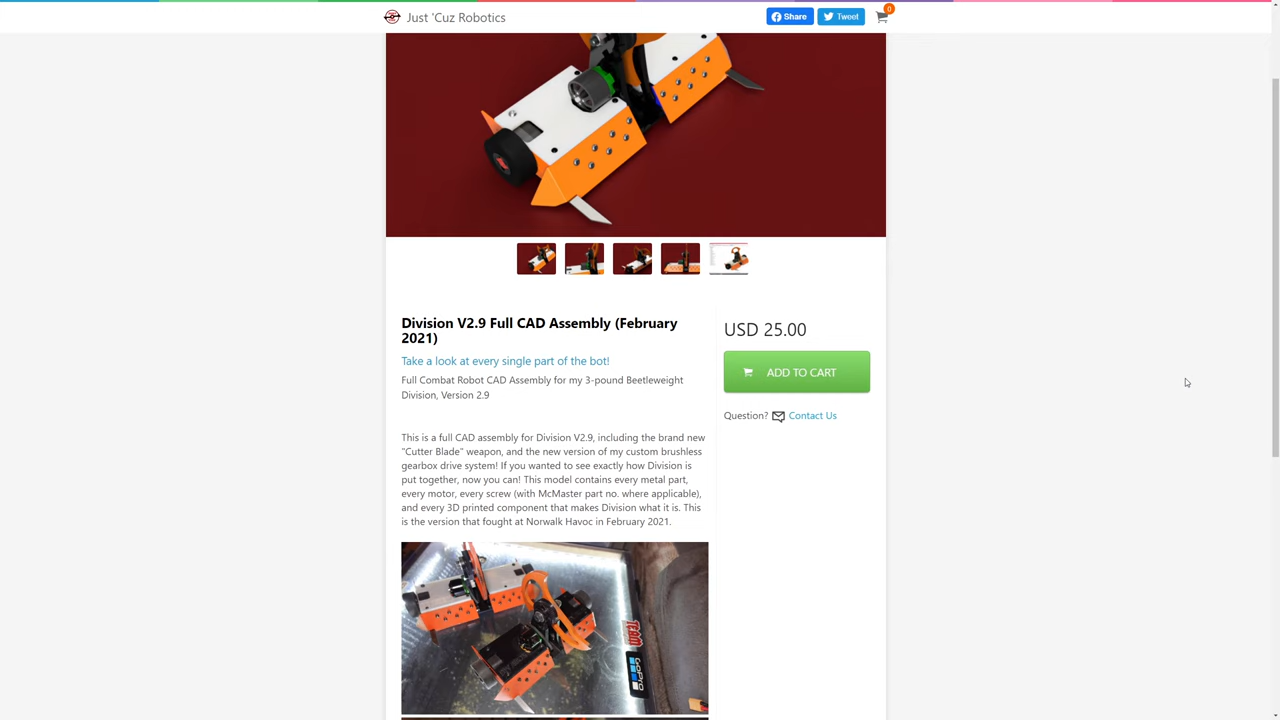 Just 'Cuz Robotics
Share
Tweet
0
Division V2.9 Full CAD Assembly (February
2021)
Take a look at every single part of the bot!
Full Combat Robot CAD Assembly for my 3-pound Beetleweight
Division, Version 2.9
This is a full CAD assembly for Division V2.9, including the brand new
"Cutter Blade" weapon, and the new version of my custom brushless
gearbox drive system! If you wanted to see exactly how Division is
put together, now you can! This model contains every metal part,
every motor, every screw (with McMaster part no. where applicable),
and every 3D printed component that makes Division what it is. This
is the version that fought at Norwalk Havoc in February 2021.
USD 25.00
ADD TO CART
Question? Contact Us
TEAM
GoPro